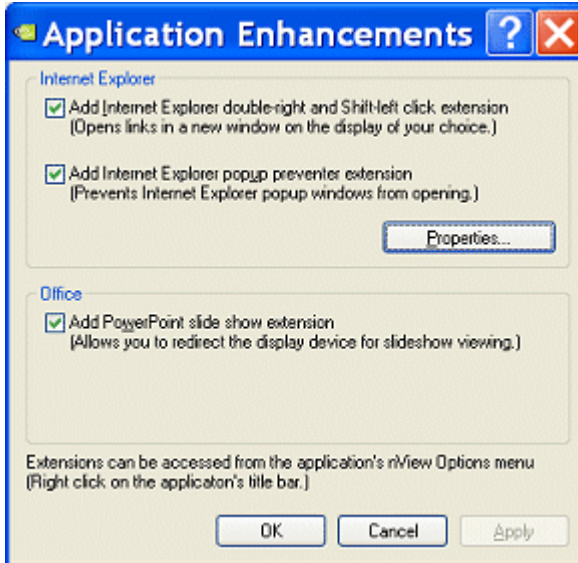 Application Enhancements
Internet Explorer
Add Internet Explorer double-right and Shift-left click extension
(Opens links in a new window on the display of your choice.)
Add Internet Explorer popup preventer extension
(Prevents Internet Explorer popup windows from opening.)
Properties...
Office
Add PowerPoint slide show extension
(Allows you to redirect the display device for slideshow viewing.)
Extensions can be accessed from the application's nView Options menu
(Right click on the applicaton's title bar.)
OK Cancel Apply